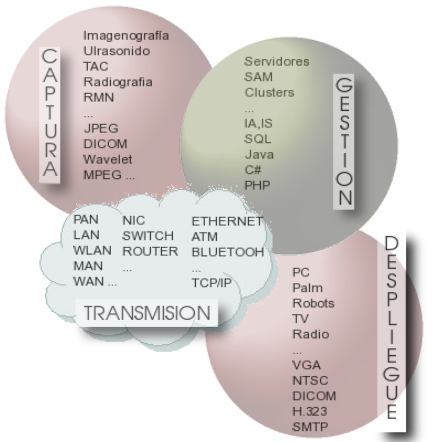 CAPTURA
Imagenografía
Ulrasonido
TAC
Radiografia
RMN
...
JPEG
DICOM
Wavelet
MPEG ...
GESTION
Servidores
SAM
Clusters
...
IA,IS
SQL
Java
C#
PHP
PAN NIC ETHERNET
LAN SWITCH ATM
WLAN ROUTER BLUETOOH
MAN ... ...
WAN ... TCP/IP
TRANSMISION
DESPLIEGUE
PC
Palm
Robots
TV
Radio
...
VGA
NTSC
DICOM
H.323
SMTP